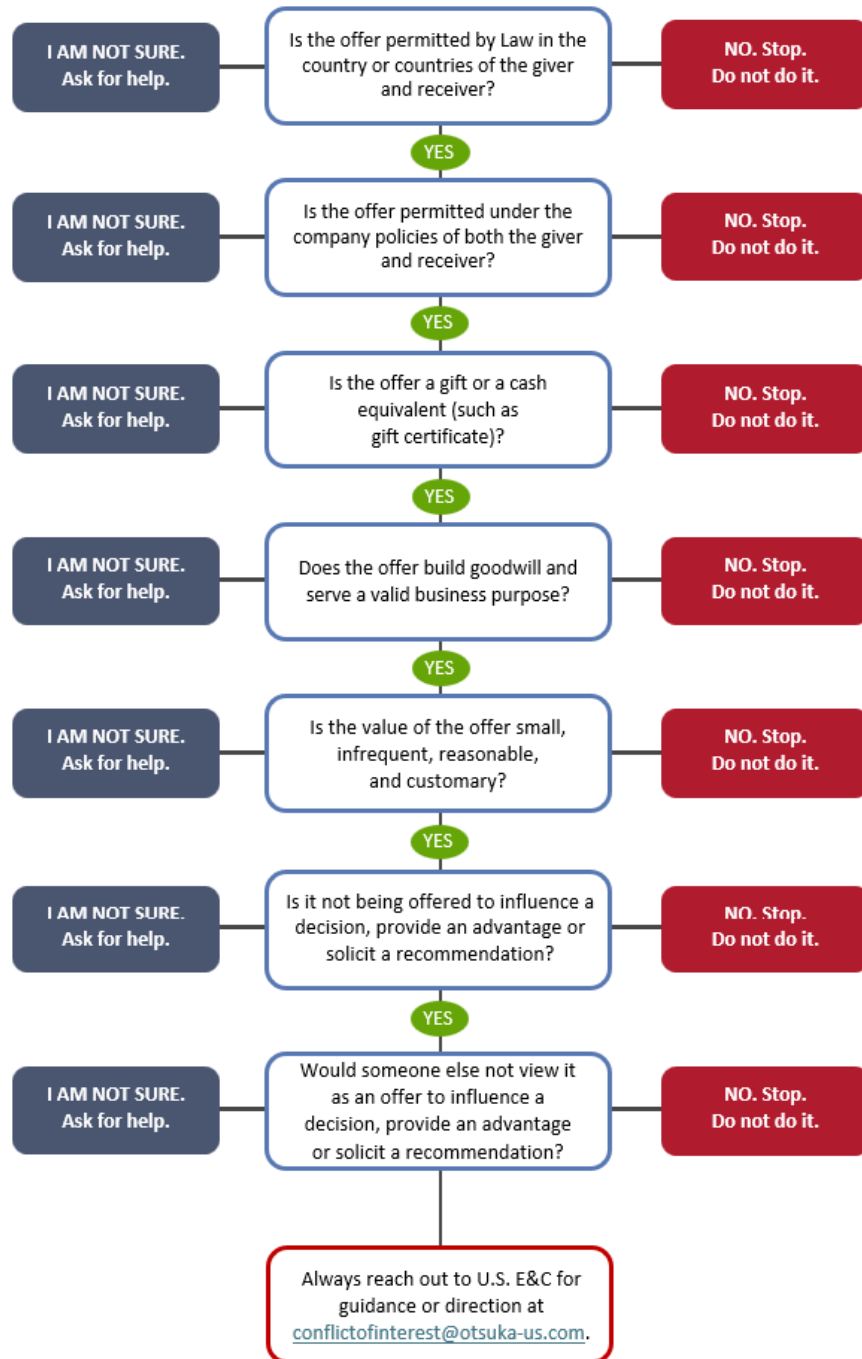 I AM NOT SURE.
Ask for help.
Is the offer permitted by Law in the
country or countries of the giver
and receiver?
NO. Stop.
Do not do it.
YES
I AM NOT SURE.
Ask for help.
Is the offer permitted under the
company policies of both the giver
and receiver?
NO. Stop.
Do not do it.
YES
I AM NOT SURE.
Ask for help.
Is the offer a gift or a cash
equivalent (such as
gift certificate)?
NO. Stop.
Do not do it.
YES
I AM NOT SURE.
Ask for help.
Does the offer build goodwill and
serve a valid business purpose?
NO. Stop.
Do not do it.
YES
I AM NOT SURE.
Ask for help.
Is the value of the offer small,
infrequent, reasonable,
and customary?
NO. Stop.
Do not do it.
YES
I AM NOT SURE.
Ask for help.
Is it not being offered to influence a
decision, provide an advantage or
solicit a recommendation?
NO. Stop.
Do not do it.
YES
I AM NOT SURE.
Ask for help.
Would someone else not view it
as an offer to influence a
decision, provide an advantage
or solicit a recommendation?
NO. Stop.
Do not do it.
Always reach out to U.S. E&C for
guidance or direction at
conflictofinterest@otsuka-us.com.